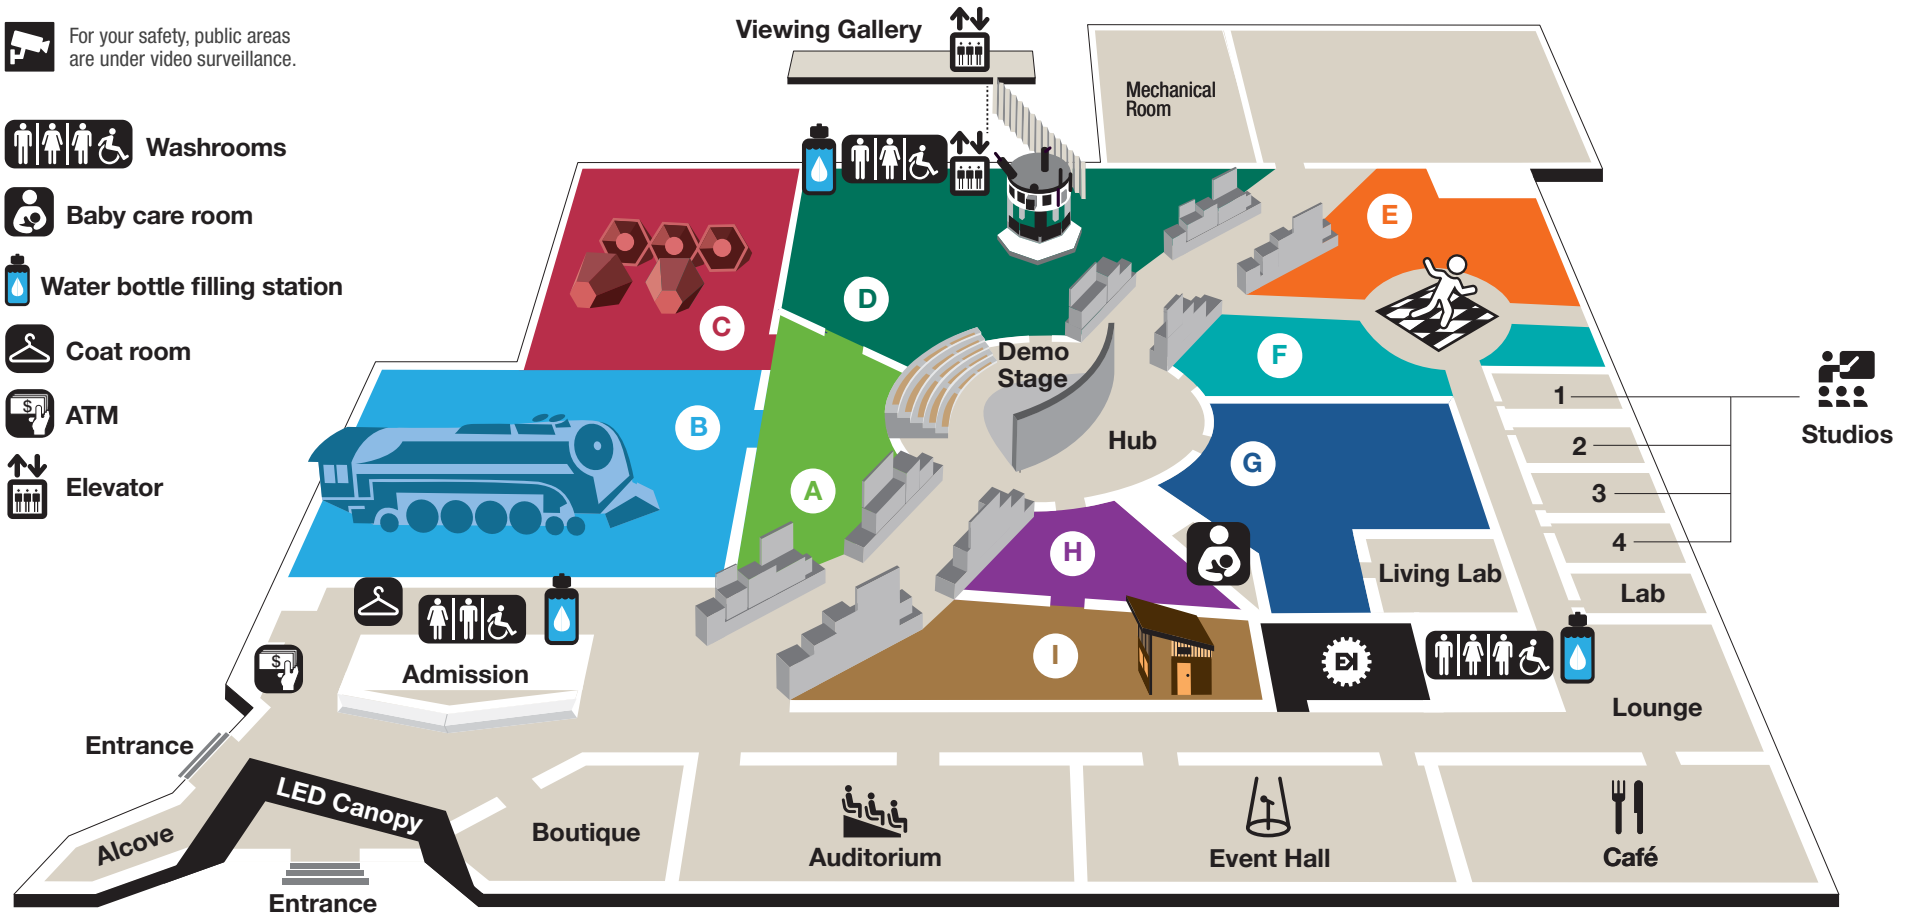 For your safety, public areas
are under video surveillance.
Washrooms
Baby care room
Water bottle filling station
Coat room
$
ATM
Elevator
Viewing Gallery
Mechanical
Room
E
D
C
Demo
Stage
F
B
Hub
G
A
H
I
1
2
3
4
Studios
Living Lab
Lab
$
Admission
EK
Lounge
Entrance
LED Canopy
Alcove
Entrance
Boutique
Auditorium
Event Hall
Café